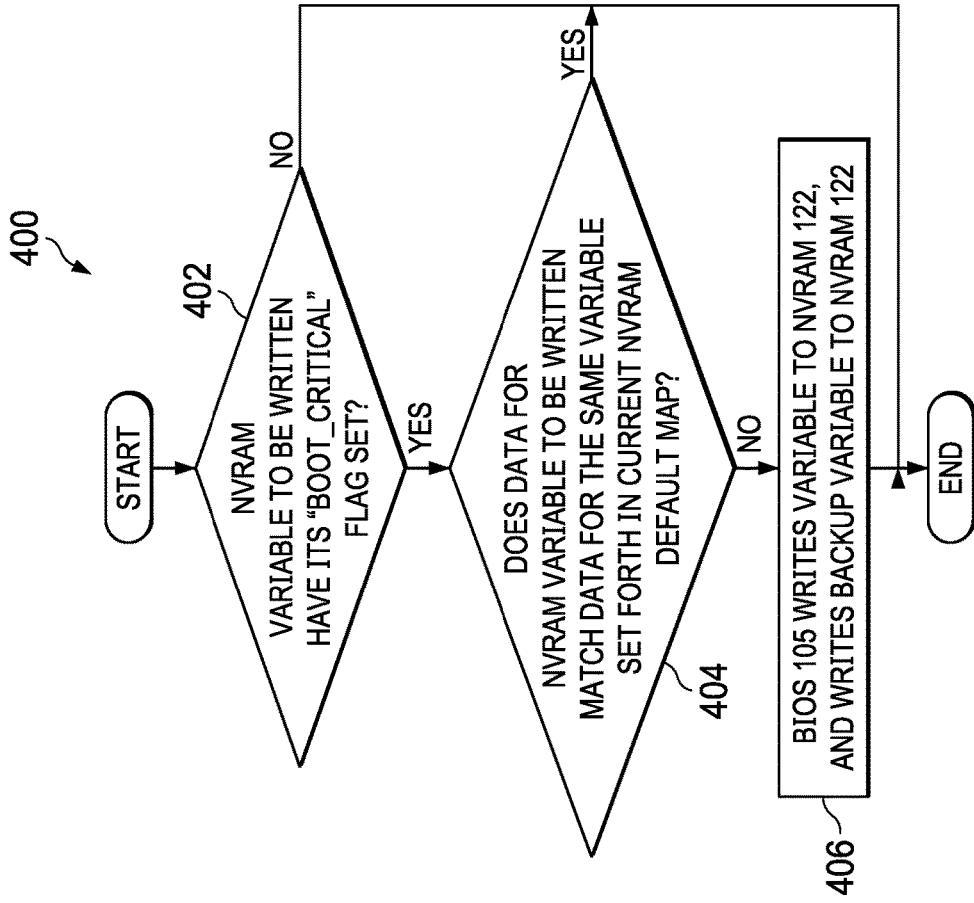 400
START
402
NVRAM
VARIABLE TO BE WRITTEN
HAVE ITS “BOOT_CRITICAL”
FLAG SET?
NO
YES
DOES DATA FOR
NVRAM VARIABLE TO BE WRITTEN
MATCH DATA FOR THE SAME VARIABLE
SET FORTH IN CURRENT NVRAM
DEFAULT MAP?
YES
404
NO
BIOS 105 WRITES VARIABLE TO NVRAM 122,
AND WRITES BACKUP VARIABLE TO NVRAM 122
406
END